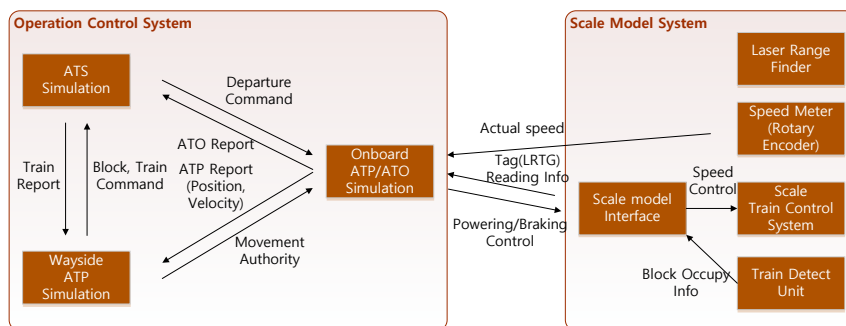 Operation Control System
ATS
Simulation
Departure
Command
ATO Report
ATP Report
(Position,
Velocity)
Train
Report
Block, Train
Command
Onboard
ATP/ATO
Simulation
Wayside
ATP
Simulation
Movement
Authority
Actual speed
Tag(LRTG)
Reading Info
Powering/Braking
Control
Scale Model System
Laser Range
Finder
Speed Meter
(Rotary
Encoder)
Speed
Control
Scale model
Interface
Scale
Train Control
System
Block Occupy
Info
Train Detect
Unit